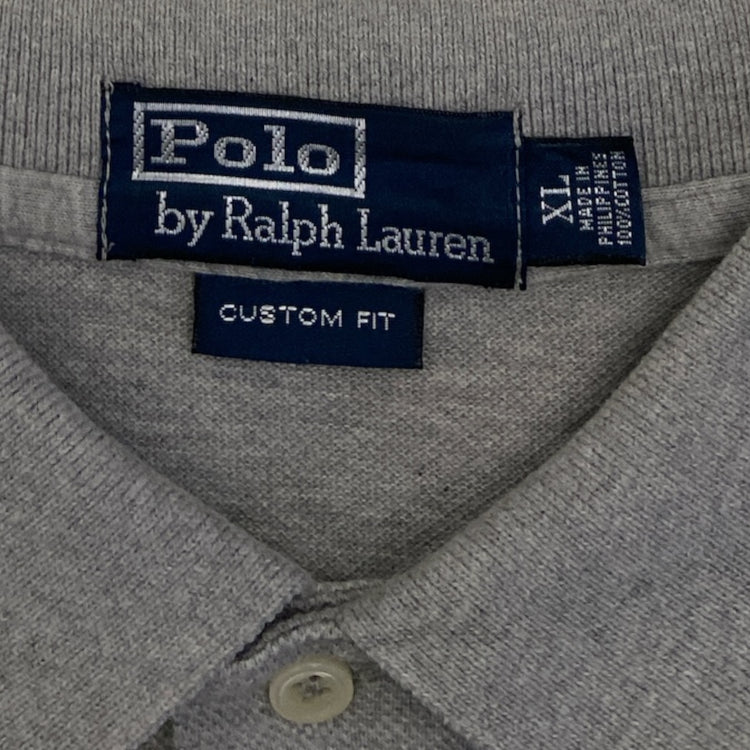 Polo
by Ralph Lauren
XL
MADE IN
PHILIPPINES
100% COTTON
CUSTOM FIT